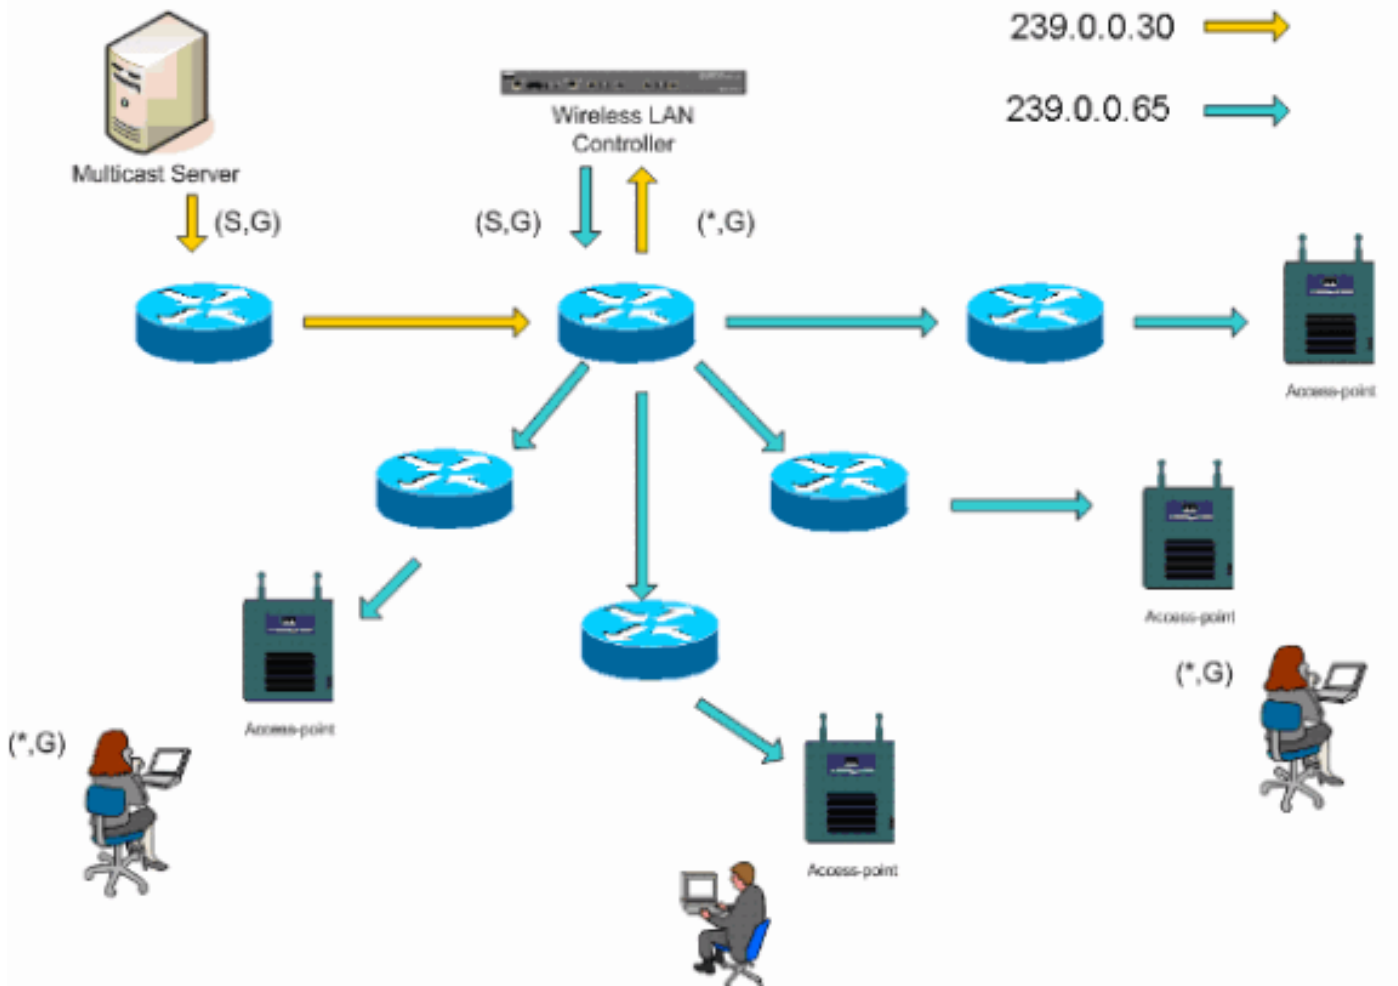 239.0.0.30
239.0.0.65
Wireless LAN
Controller
Multicast Server
(S,G)
(S,G)
(*,G)
Access-point
Access-point
(*,G)
Access-point
(*,G)
Access-point